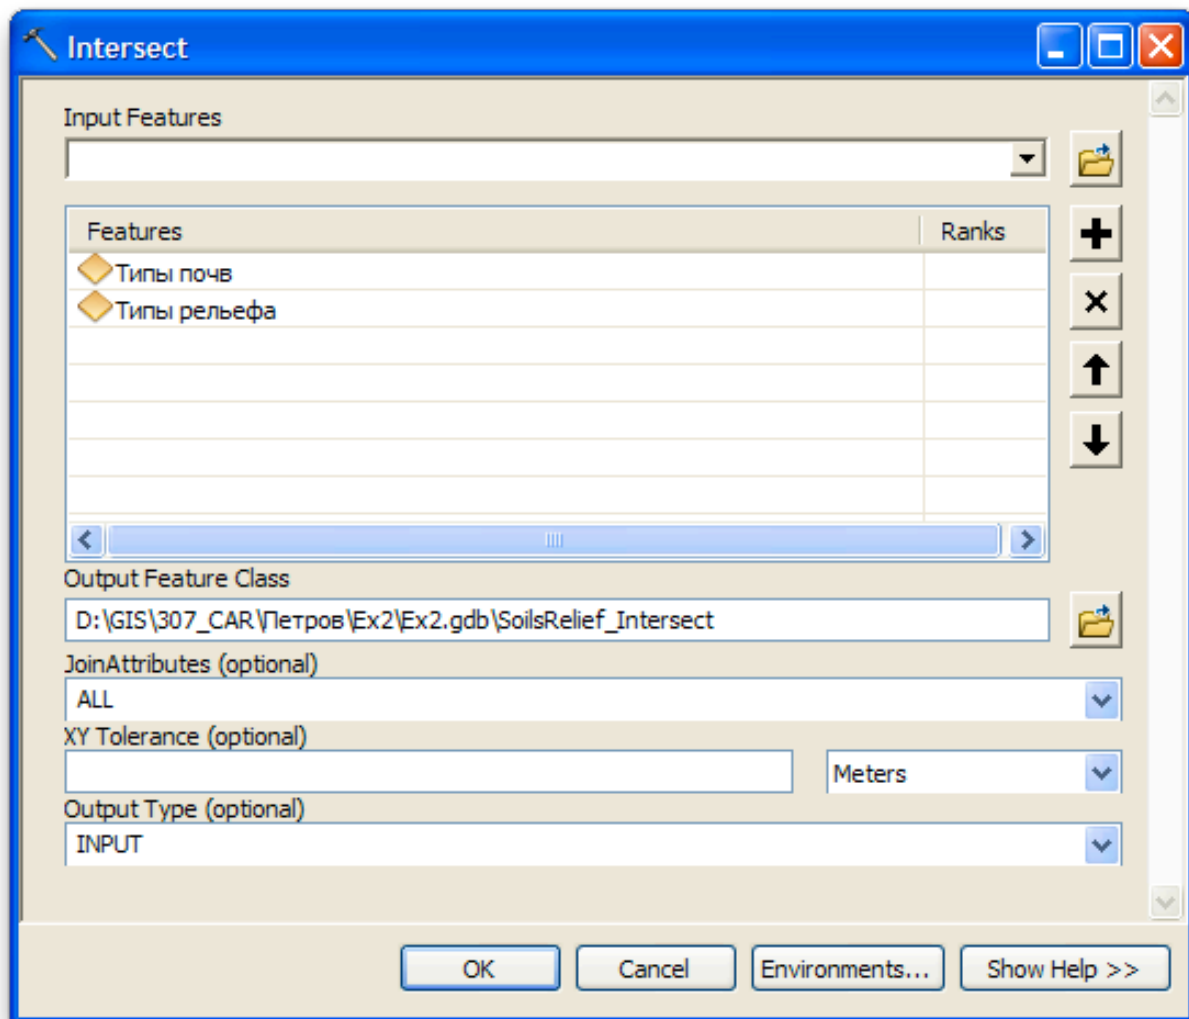 Intersect
Input Features
Features Ranks
Типы почв
Типы рельефа
Output Feature Class
D:\GIS\307_CAR\Петров\Ex2\Ex2.gdb\SoilsRelief_Intersect
JoinAttributes (optional)
ALL
XY Tolerance (optional)
Meters
Output Type (optional)
INPUT
OK Cancel Environments... Show Help >>